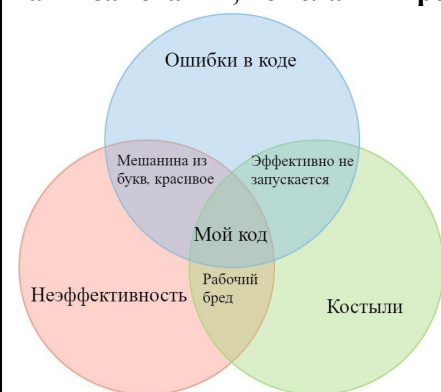 Ошибки в коде
Мешанина из
букв, красивое
Эффективно не
запускается
Мой код
Рабочий
бред
Неэффективность
Костыли